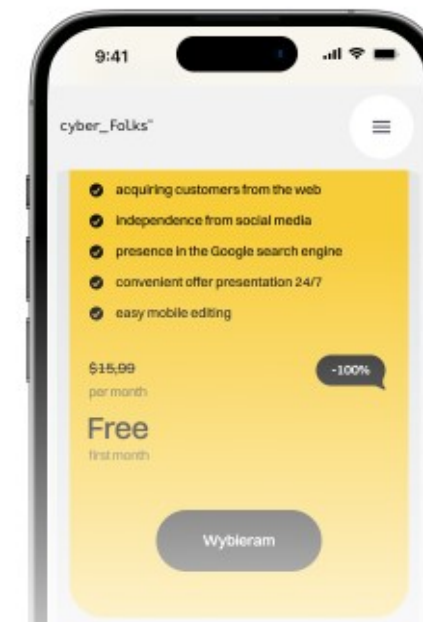 9:41
cyber_Folks™
acquiring customers from the web
independence from social media
presence in the Google search engine
convenient offer presentation 24/7
easy mobile editing
$15,99
-100%
per month
Free
first month
Wybieram